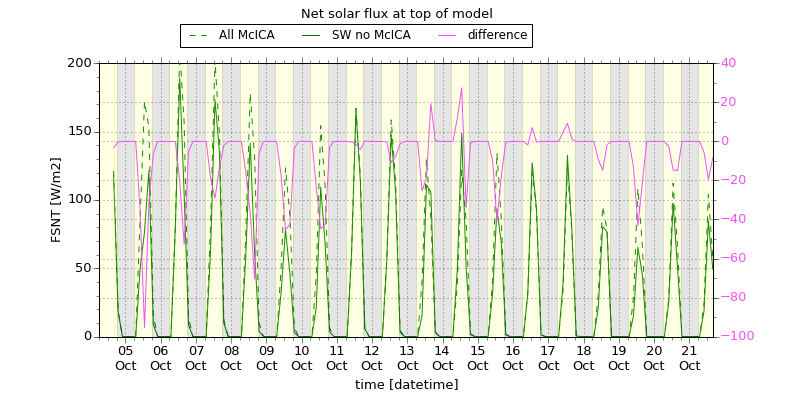 Net solar flux at top of model
All McICA SW no McICA difference
200 40
20
150 0
100 −20
−40
50 −60
−80
0 −100
FSNT [W/m2]
05 06 07 08 09 10 11 12 13 14 15 16 17 18 19 20 21
Oct Oct Oct Oct Oct Oct Oct Oct Oct Oct Oct Oct Oct Oct Oct Oct Oct
time [datetime]